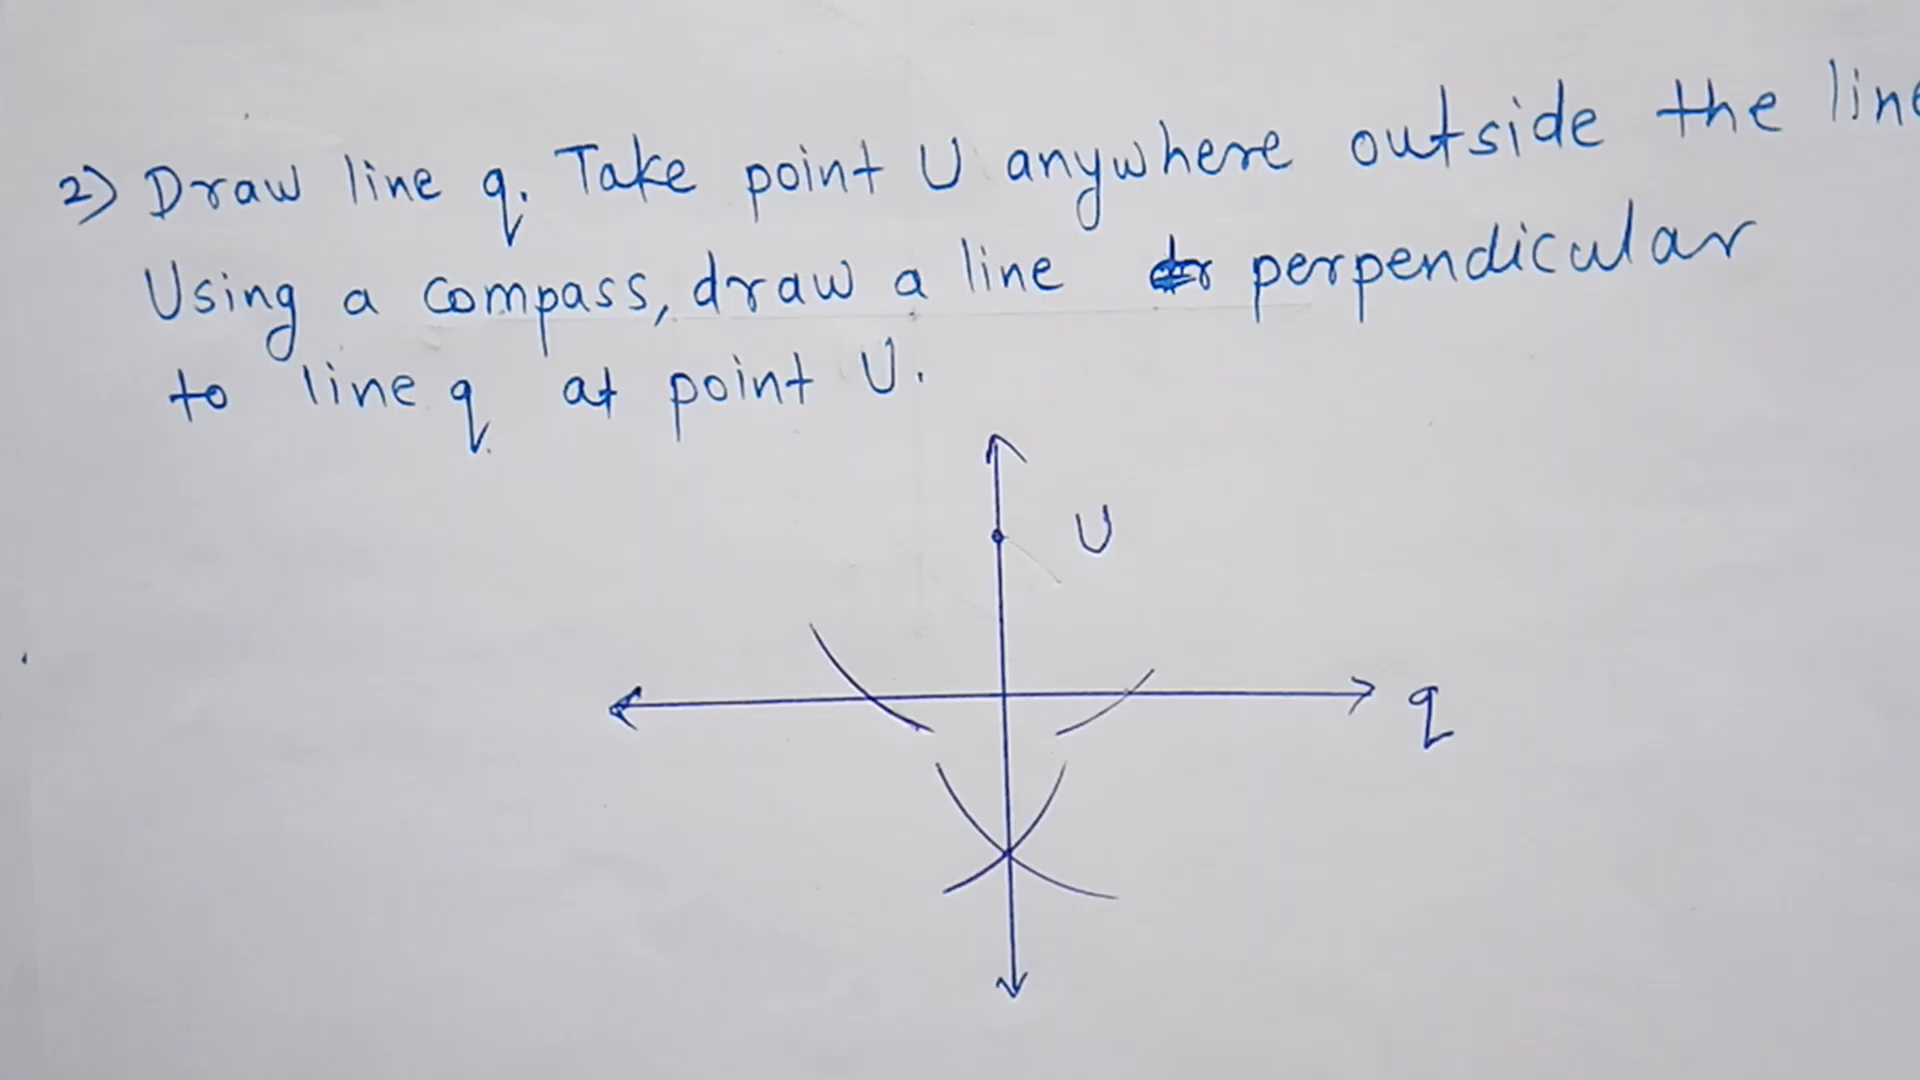 2) Draw line q. Take point U anywhere outside the line
Using a compass, draw a line perpendicular
to line q at point U.
U
q